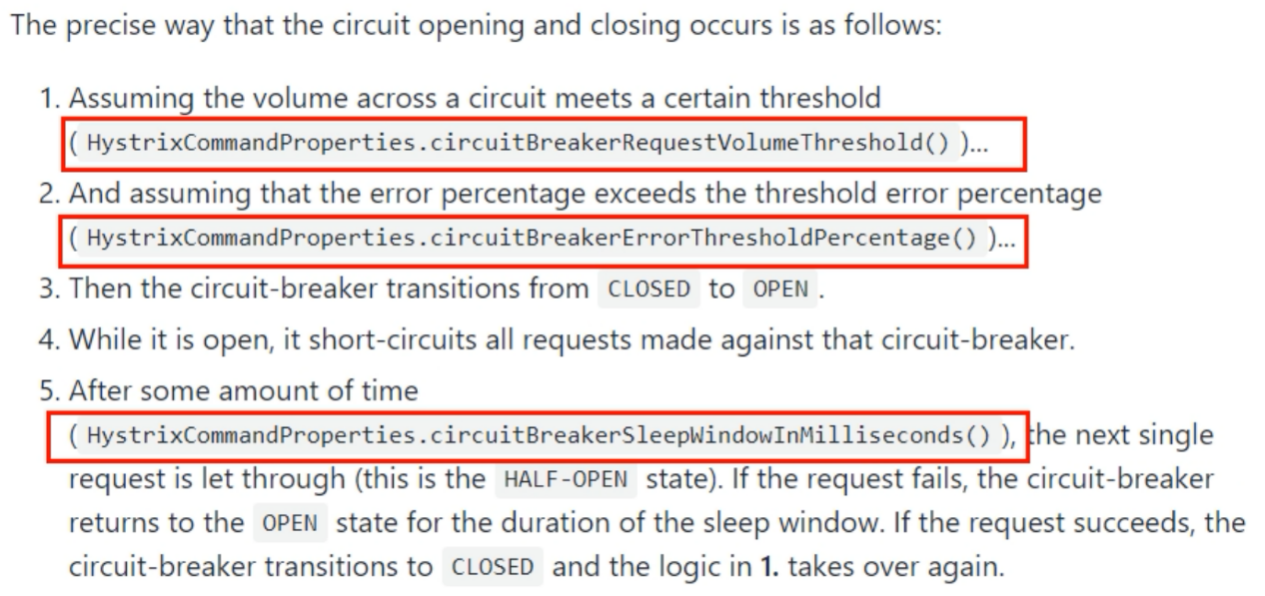 The precise way that the circuit opening and closing occurs is as follows:
1. Assuming the volume across a circuit meets a certain threshold
( HystrixCommandProperties.circuitBreakerRequestVolumeThreshold() )...
2. And assuming that the error percentage exceeds the threshold error percentage
( HystrixCommandProperties.circuitBreakerErrorThresholdPercentage() )...
3. Then the circuit-breaker transitions from CLOSED to OPEN .
4. While it is open, it short-circuits all requests made against that circuit-breaker.
5. After some amount of time
( HystrixCommandProperties.circuitBreakerSleepWindowInMilliseconds() ), the next single
request is let through (this is the HALF-OPEN state). If the request fails, the circuit-breaker
returns to the OPEN state for the duration of the sleep window. If the request succeeds, the
circuit-breaker transitions to CLOSED and the logic in 1. takes over again.